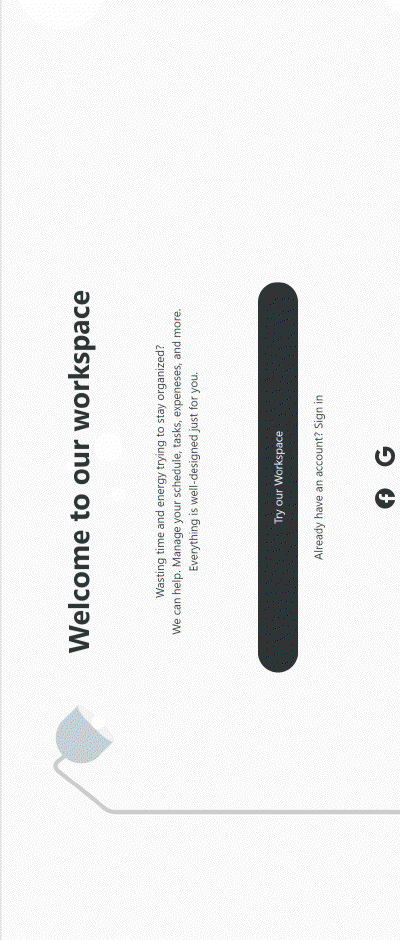 Welcome to our workspace
Wasting time and energy trying to stay organized?
We can help. Manage your schedule, tasks, expeneses, and more.
Everything is well-designed just for you.
Try our Workspace
Already have an account? Sign in